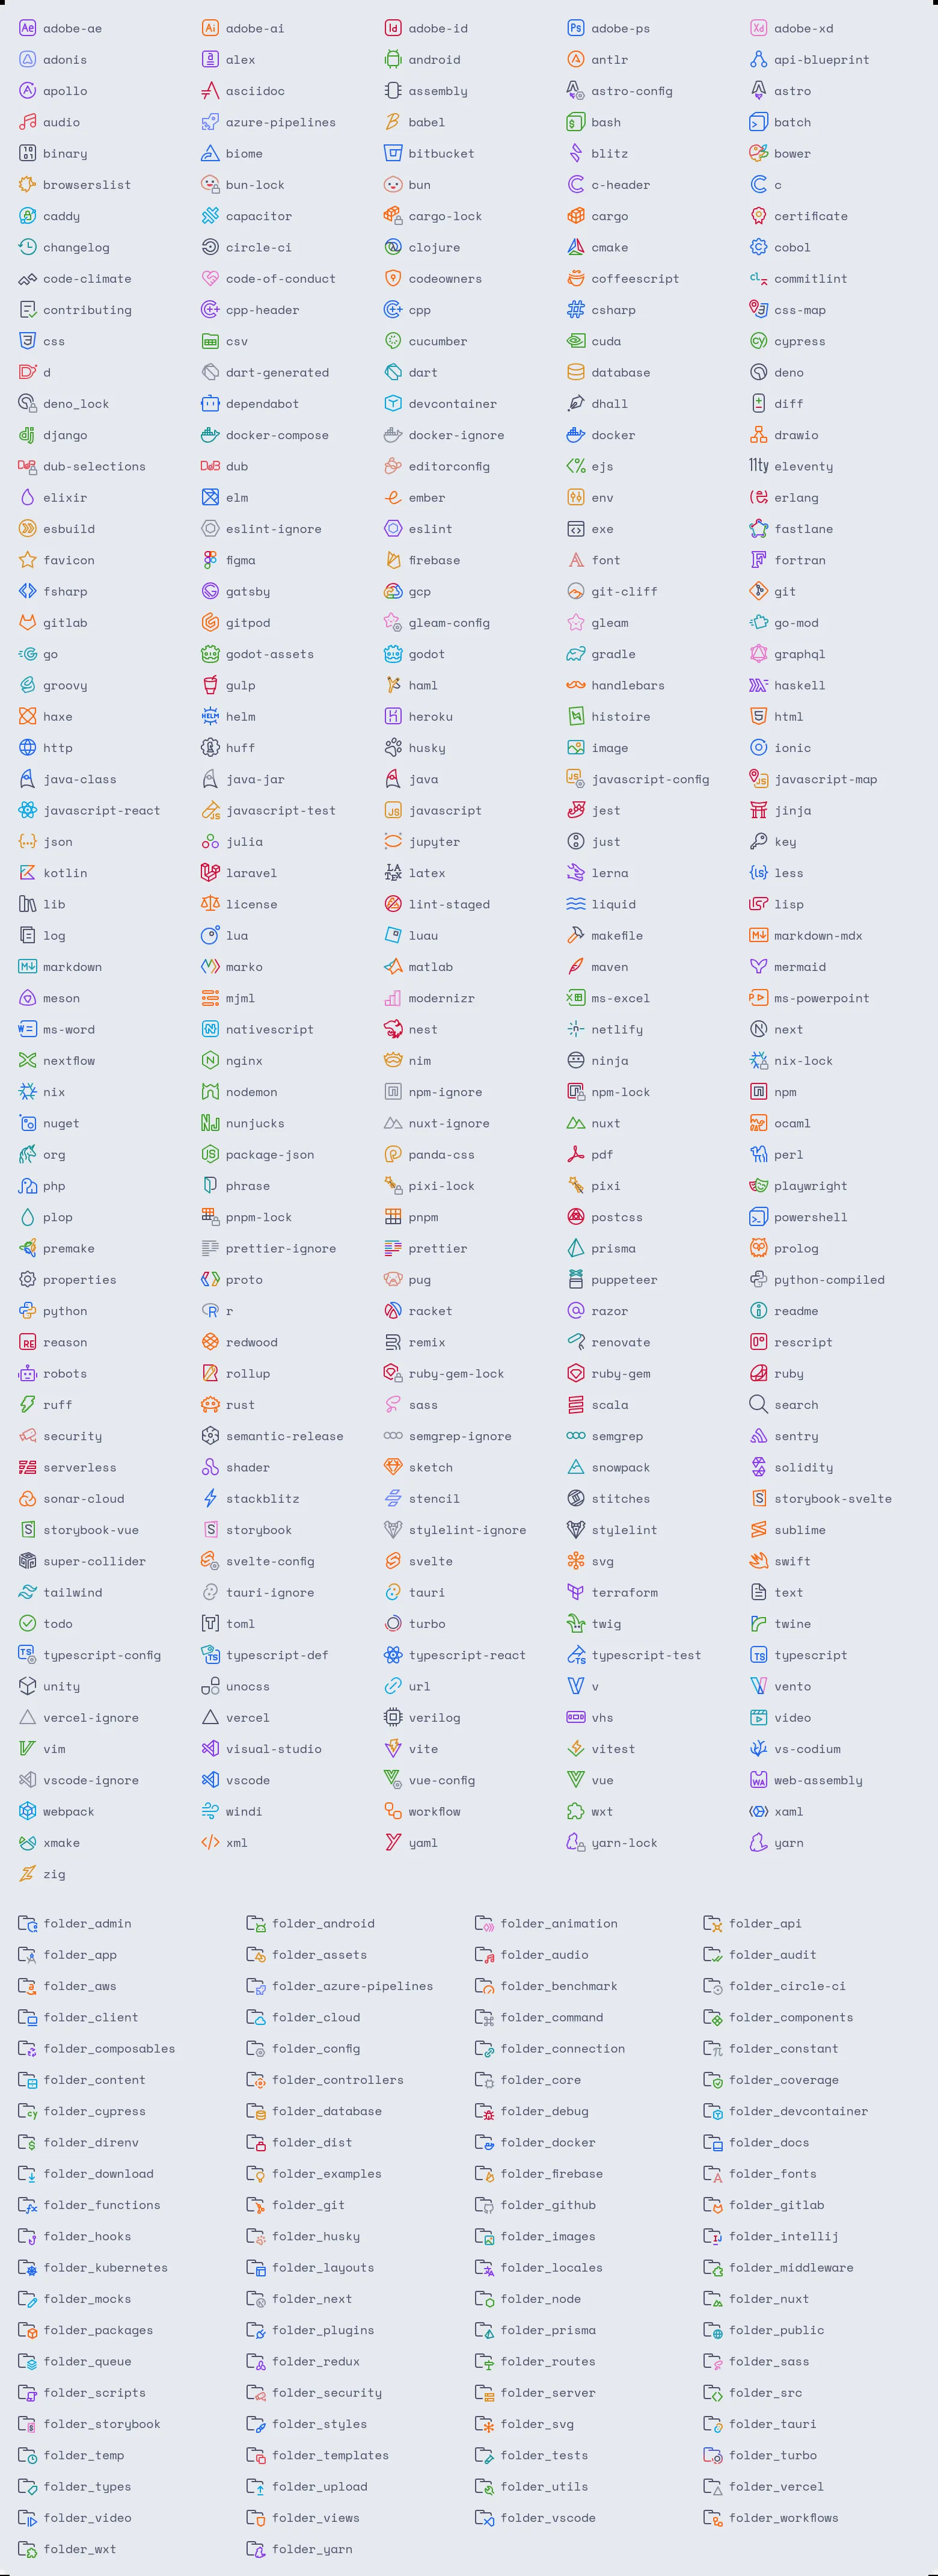 adobe-ae adobe-ai adobe-id adobe-ps adobe-xd
adonis alex android antlr api-blueprint
apollo asciidoc assembly astro-config astro
audio azure-pipelines babel bash batch
binary biome bitbucket blitz bower
browserslist bun-lock bun c-header c
caddy capacitor cargo-lock cargo certificate
changelog circle-ci clojure cmake cobol
code-climate code-of-conduct codeowners coffeescript commitlint
contributing cpp-header cpp csharp css-map
css csv cucumber cuda cypress
d dart-generated dart database deno
deno_lock dependabot devcontainer dhall diff
django docker-compose docker-ignore docker drawio
dub-selections dub editorconfig ejs eleventy
elixir elm ember env erlang
esbuild eslint-ignore eslint exe fastlane
favicon figma firebase font fortran
fsharp gatsby gcp git-cliff git
gitlab gitpod gleam-config gleam go-mod
go godot-assets godot gradle graphql
groovy gulp haml handlebars haskell
haxe helm heroku histoire html
http huff husky image ionic
java-class java-jar java javascript-config javascript-map
javascript-react javascript-test javascript jest jinja
json julia jupyter just key
kotlin laravel latex lerna less
lib license lint-staged liquid lisp
log lua luau makefile markdown-mdx
markdown marko matlab maven mermaid
meson mjml modernizr ms-excel ms-powerpoint
ms-word nativescript nest netlify next
nextflow nginx nim ninja nix-lock
nix nodemon npm-ignore npm-lock npm
nuget nunjucks nuxt-ignore nuxt ocaml
org package-json panda-css pdf perl
php phrase pixi-lock pixi playwright
plop pnpm-lock pnpm postcss powershell
premake prettier-ignore prettier prisma prolog
properties proto pug puppeteer python-compiled
python r racket razor readme
reason redwood remix renovate rescript
robots rollup ruby-gem-lock ruby-gem ruby
ruff rust sass scala search
security semantic-release semgrep-ignore semgrep sentry
serverless shader sketch snowpack solidity
sonar-cloud stackblitz stencil stitches storybook-svelte
storybook-vue storybook stylelint-ignore stylelint sublime
super-collider svelte-config svelte svg swift
tailwind tauri-ignore tauri terraform text
todo toml turbo twig twine
typescript-config typescript-def typescript-react typescript-test typescript
unity unocss url v vento
vercel-ignore vercel verilog vhs video
vim visual-studio vite vitest vs-codium
vscode-ignore vscode vue-config vue web-assembly
webpack windi workflow wxt xaml
xmake xml yaml yarn-lock yarn
zig
folder_admin folder_android folder_animation folder_api
folder_app folder_assets folder_audio folder_audit
folder_aws folder_azure-pipelines folder_benchmark folder_circle-ci
folder_client folder_cloud folder_command folder_components
folder_composables folder_config folder_connection folder_constant
folder_content folder_controllers folder_core folder_coverage
folder_cypress folder_database folder_debug folder_devcontainer
folder_direnv folder_dist folder_docker folder_docs
folder_download folder_examples folder_firebase folder_fonts
folder_functions folder_git folder_github folder_gitlab
folder_hooks folder_husky folder_images folder_intellij
folder_kubernetes folder_layouts folder_locales folder_middleware
folder_mocks folder_next folder_node folder_nuxt
folder_packages folder_plugins folder_prisma folder_public
folder_queue folder_redux folder_routes folder_sass
folder_scripts folder_security folder_server folder_src
folder_storybook folder_styles folder_svg folder_tauri
folder_temp folder_templates folder_tests folder_turbo
folder_types folder_upload folder_utils folder_vercel
folder_video folder_views folder_vscode folder_workflows
folder_wxt folder_yarn